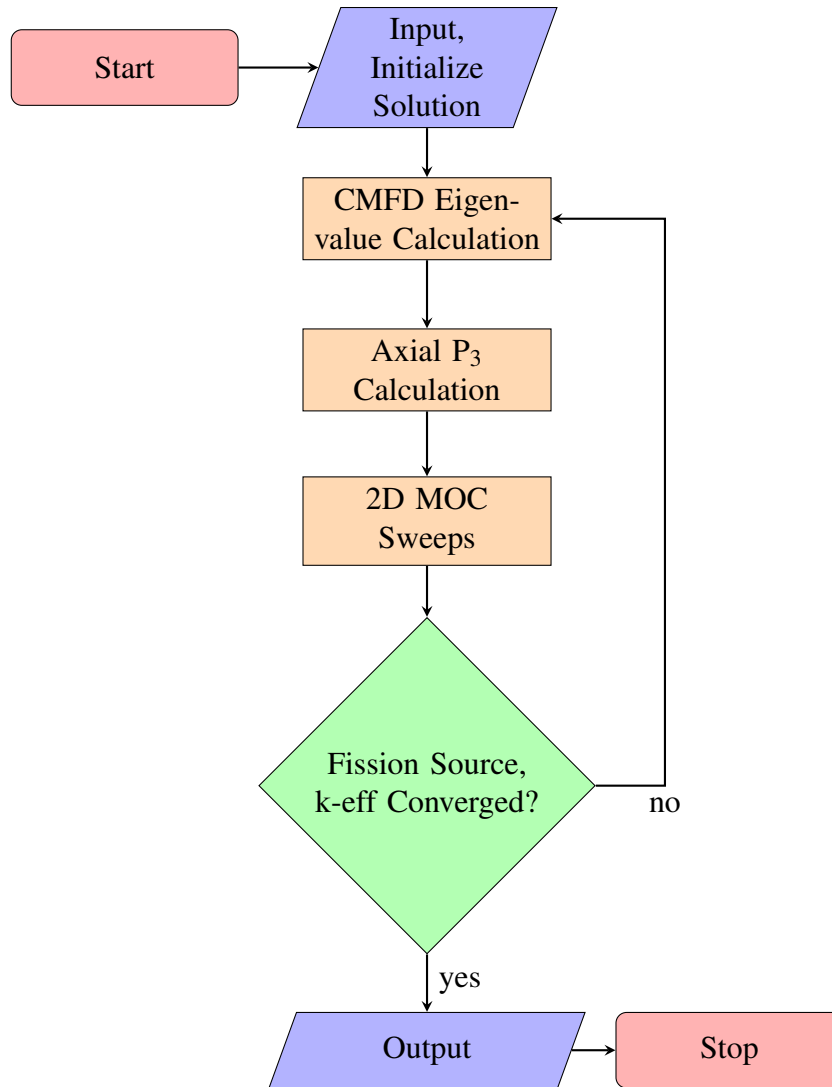 Start
Input,
Initialize
Solution
CMFD Eigen-
value Calculation
Axial P₃
Calculation
2D MOC
Sweeps
Fission Source,
k-eff Converged?
no
yes
Output
Stop